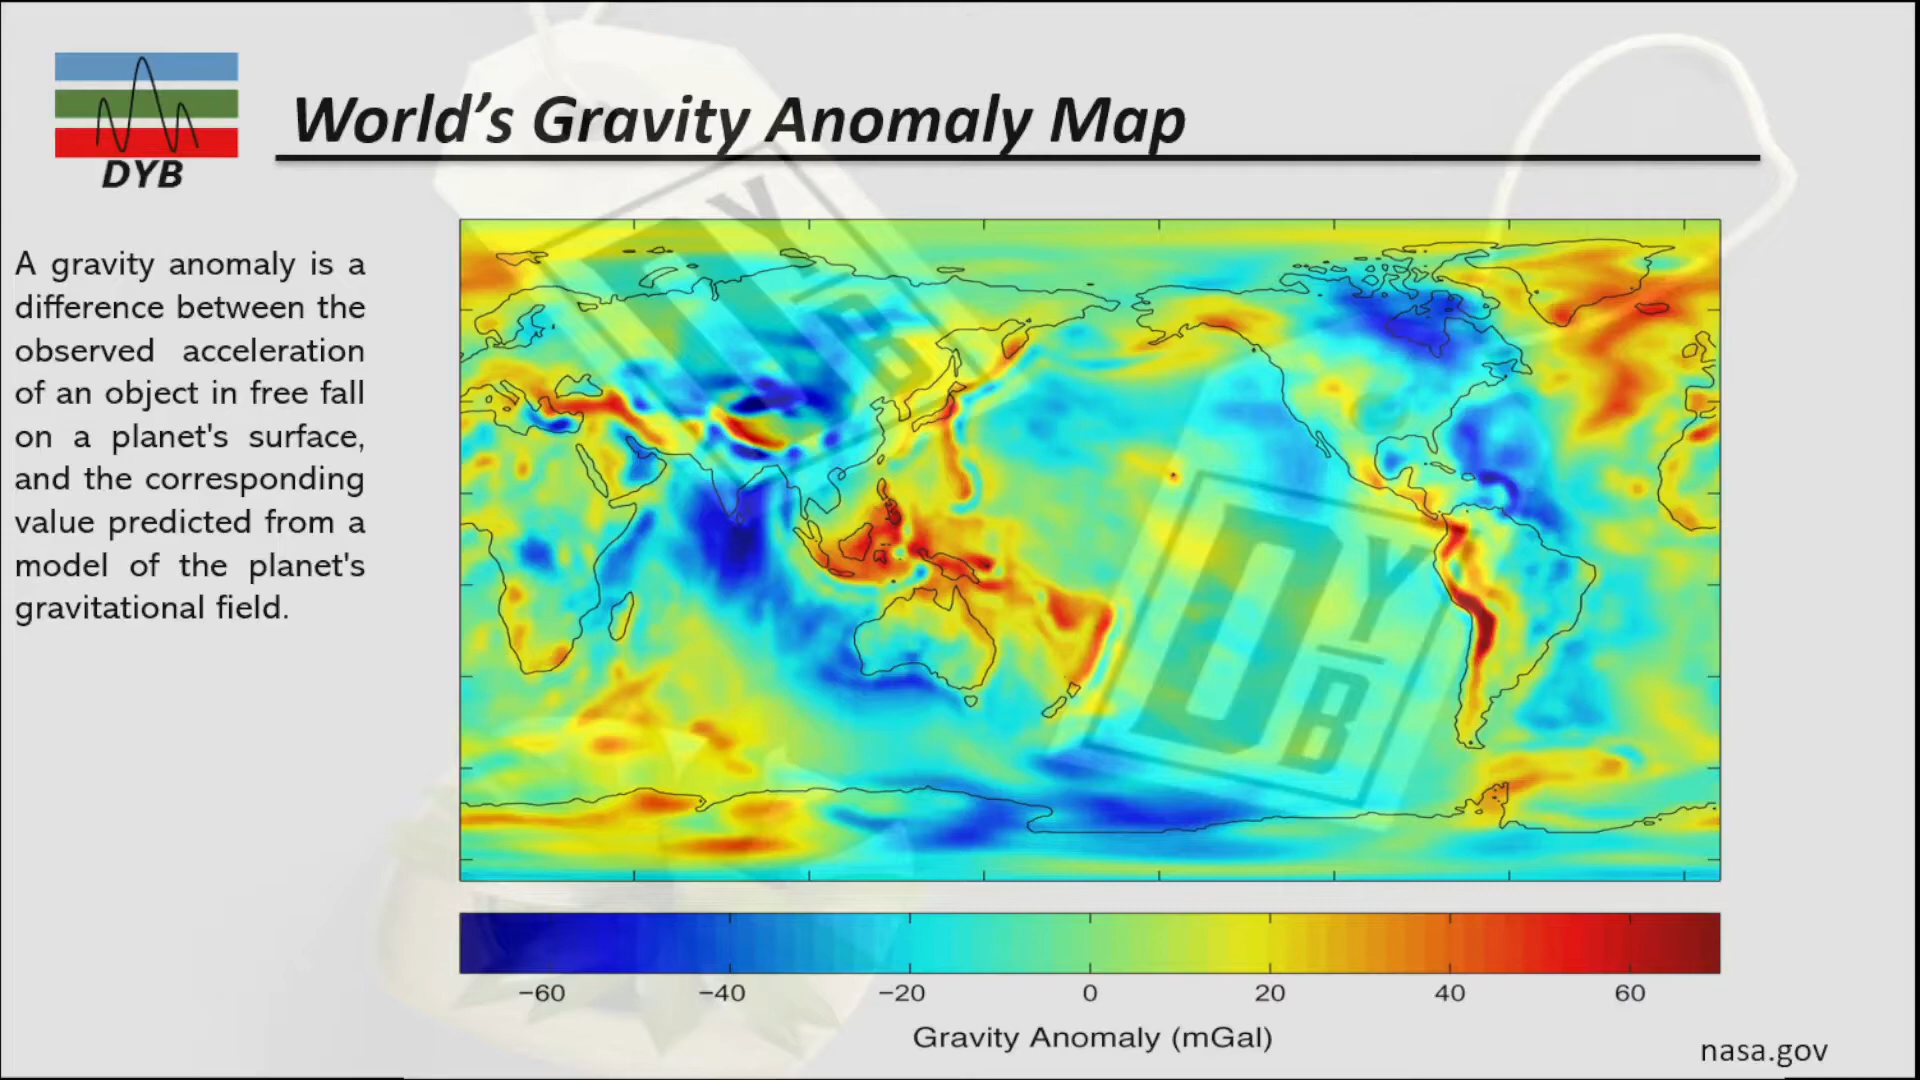 DYB
World's Gravity Anomaly Map
A gravity anomaly is a
difference between the
observed acceleration
of an object in free fall
on a planet's surface,
and the corresponding
value predicted from a
model of the planet's
gravitational field.
DYB
DYB
−60 −40 −20 0 20 40 60
Gravity Anomaly (mGal)
nasa.gov